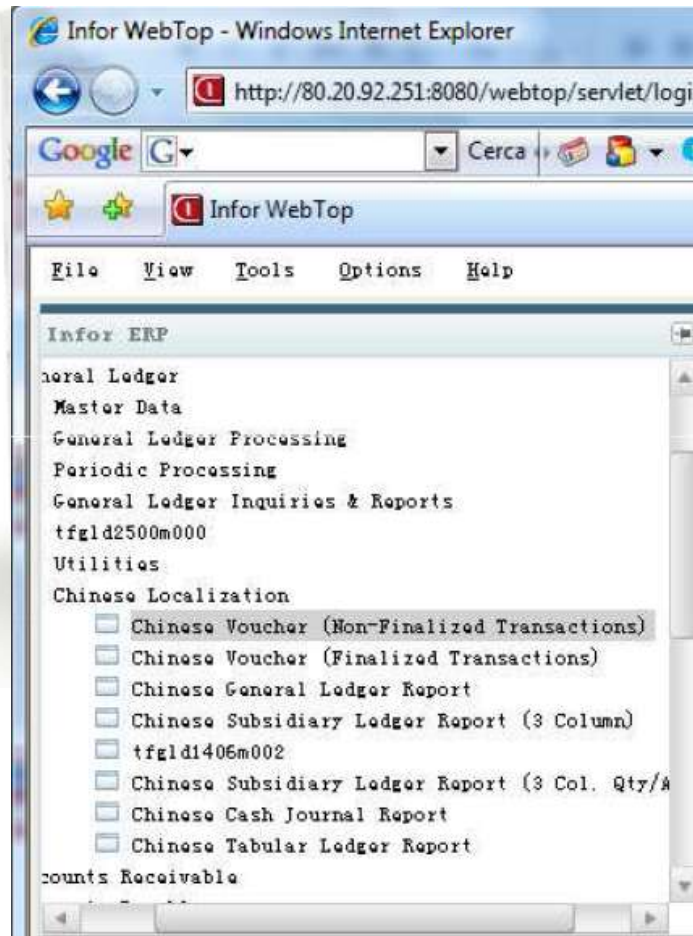 Infor WebTop - Windows Internet Explorer
http://80.20.92.251:8080/webtop/servlet/logi
Google G Cerca
Infor WebTop
File View Tools Options Help
Infor ERP
neral Ledger
Master Data
General Ledger Processing
Periodic Processing
General Ledger Inquiries & Reports
tfgld2500m000
Utilities
Chinese Localization
Chinese Voucher (Non-Finalized Transactions)
Chinese Voucher (Finalized Transactions)
Chinese General Ledger Report
Chinese Subsidiary Ledger Report (3 Column)
tfgld1406m002
Chinese Subsidiary Ledger Report (3 Col. Qty/A
Chinese Cash Journal Report
Chinese Tabular Ledger Report
counts Receivable